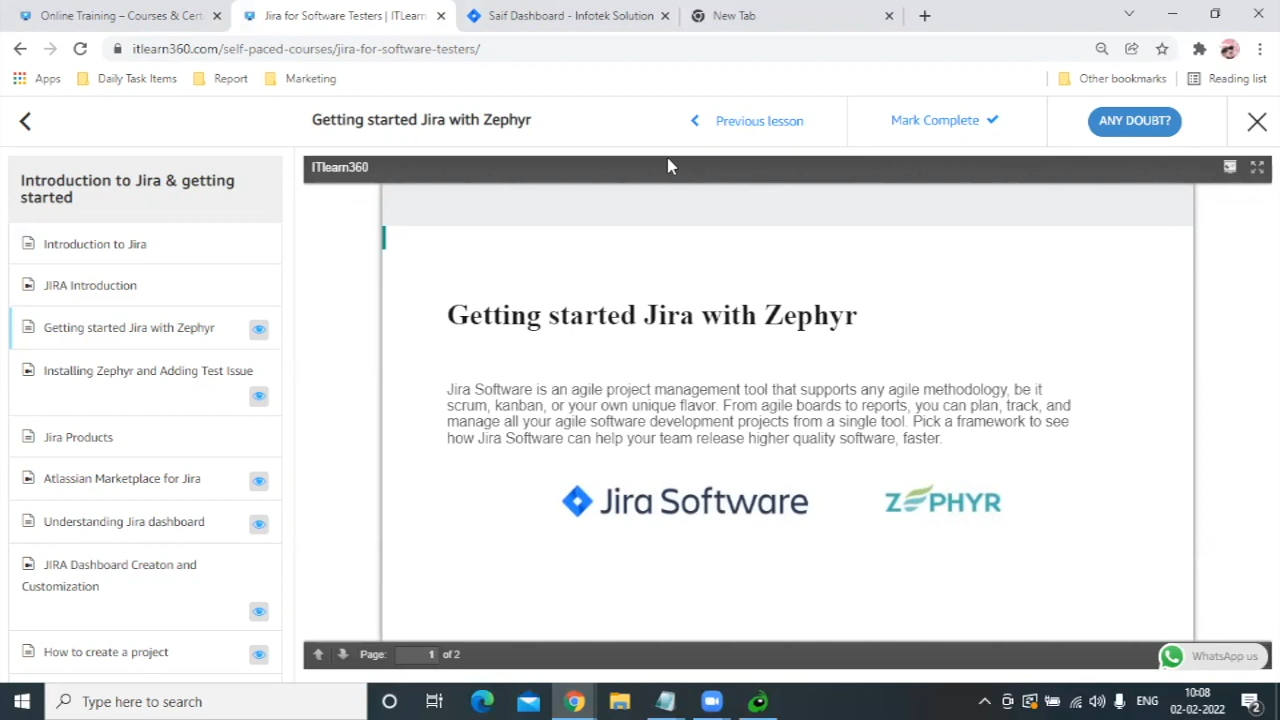 Online Training – Courses & Cert
Jira for Software Testers | ITLearn
Saif Dashboard - Infotek Solution
New Tab
itlearn360.com/self-paced-courses/jira-for-software-testers/
Apps
Daily Task Items
Report
Marketing
Other bookmarks
Reading list
Getting started Jira with Zephyr
Previous lesson
Mark Complete
ANY DOUBT?
Introduction to Jira & getting
started
Introduction to Jira
JIRA Introduction
Getting started Jira with Zephyr
Installing Zephyr and Adding Test Issue
Jira Products
Atlassian Marketplace for Jira
Understanding Jira dashboard
JIRA Dashboard Creaton and
Customization
How to create a project
ITlearn360
Getting started Jira with Zephyr
Jira Software is an agile project management tool that supports any agile methodology, be it
scrum, kanban, or your own unique flavor. From agile boards to reports, you can plan, track, and
manage all your agile software development projects from a single tool. Pick a framework to see
how Jira Software can help your team release higher quality software, faster.
Jira Software
ZEPHYR
Page: 1 of 2
WhatsApp us
Type here to search
ENG
10:08
02-02-2022
2